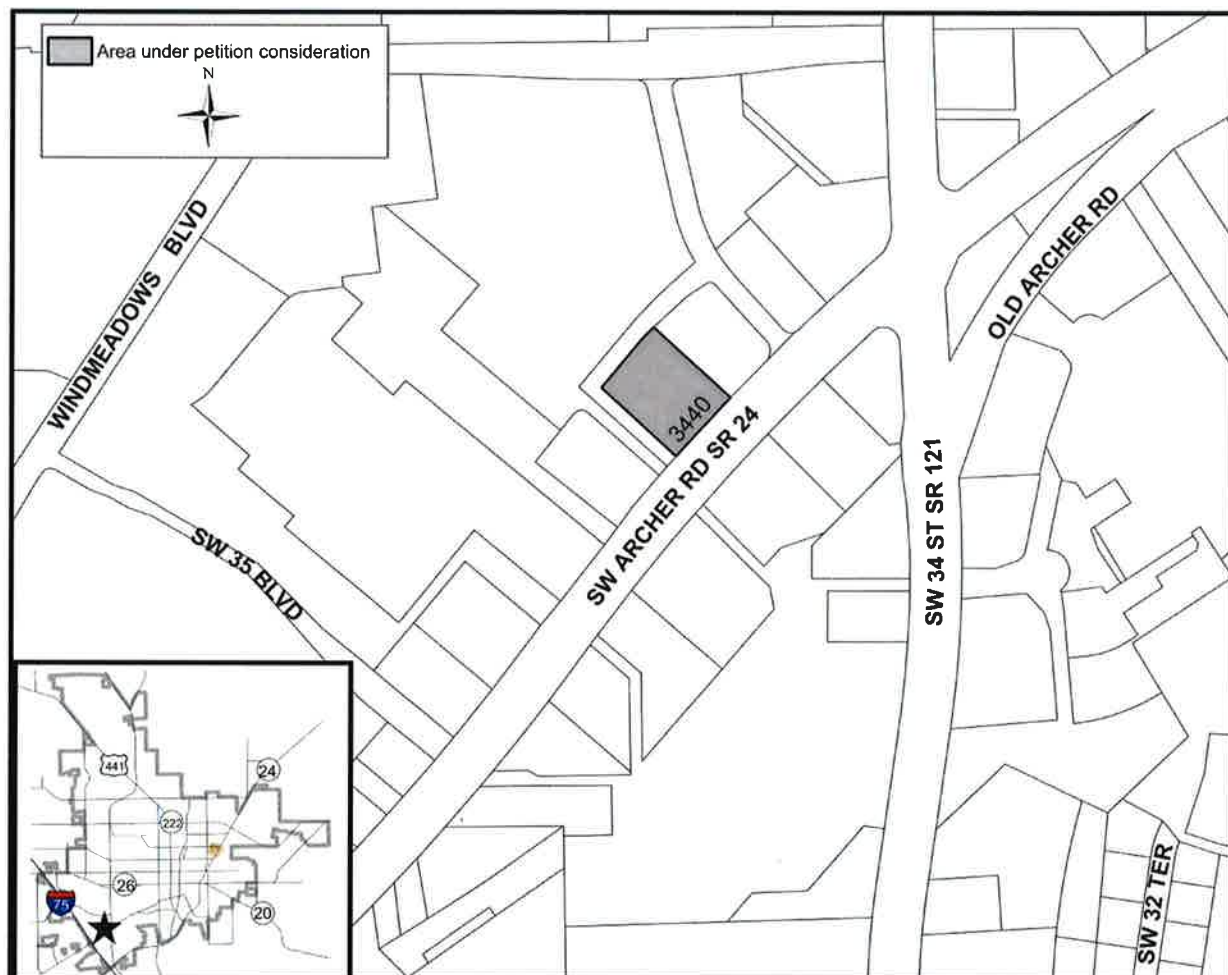 Area under petition consideration
N
WINDMEADOWS BLVD
OLD ARCHER RD
3440
SW ARCHER RD SR 24
SW 34 ST SR 121
SW 35 BLVD
SW 32 TER
441
24
222
26
75
20